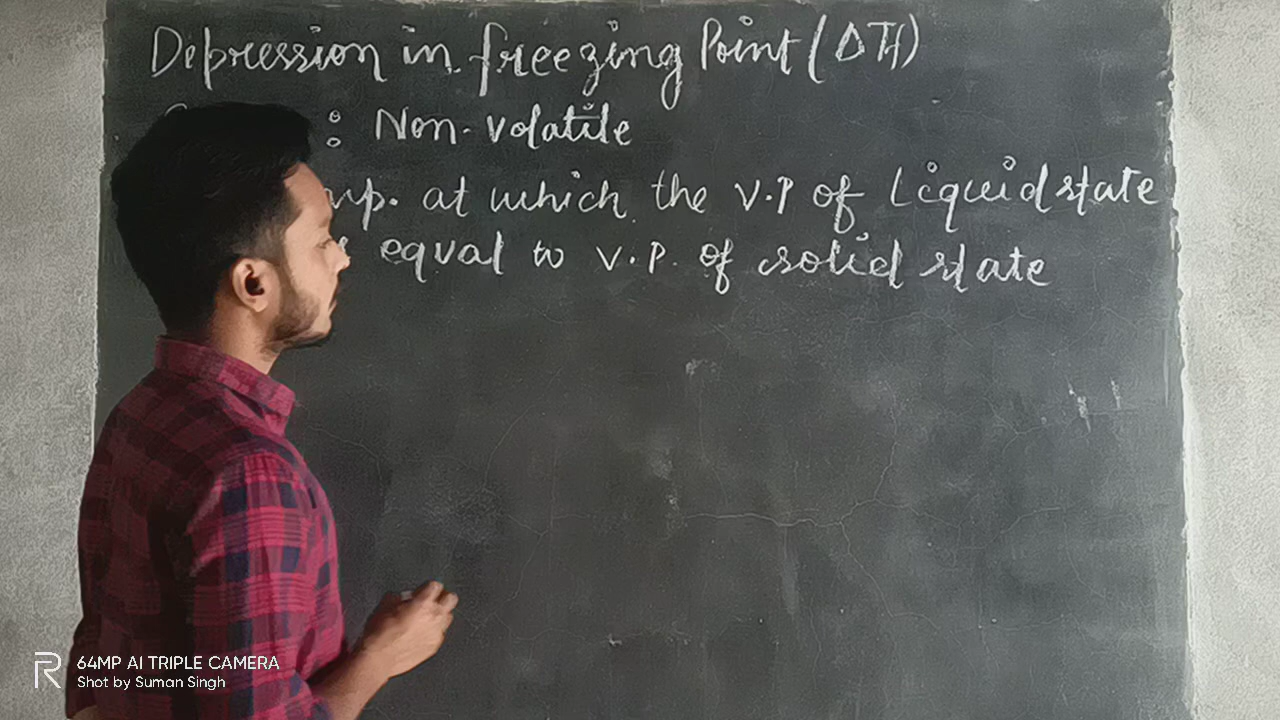 Depression in freezing Point (ΔTf)
: Non-volatile
mp. at which the V.P of Liquid state
equal to V.P. of solid state
R 64MP AI TRIPLE CAMERA
Shot by Suman Singh